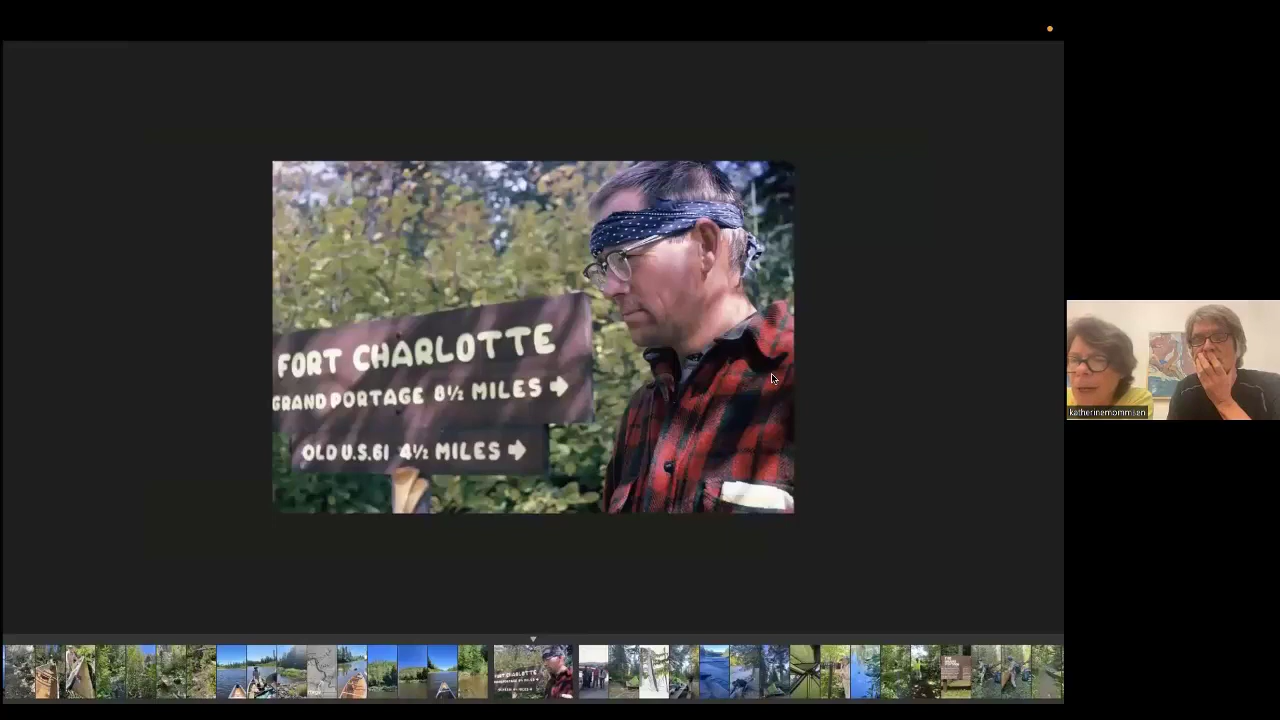 FORT CHARLOTTE
GRAND PORTAGE 8½ MILES →
OLD U.S.61 4½ MILES →
katherinemommsen